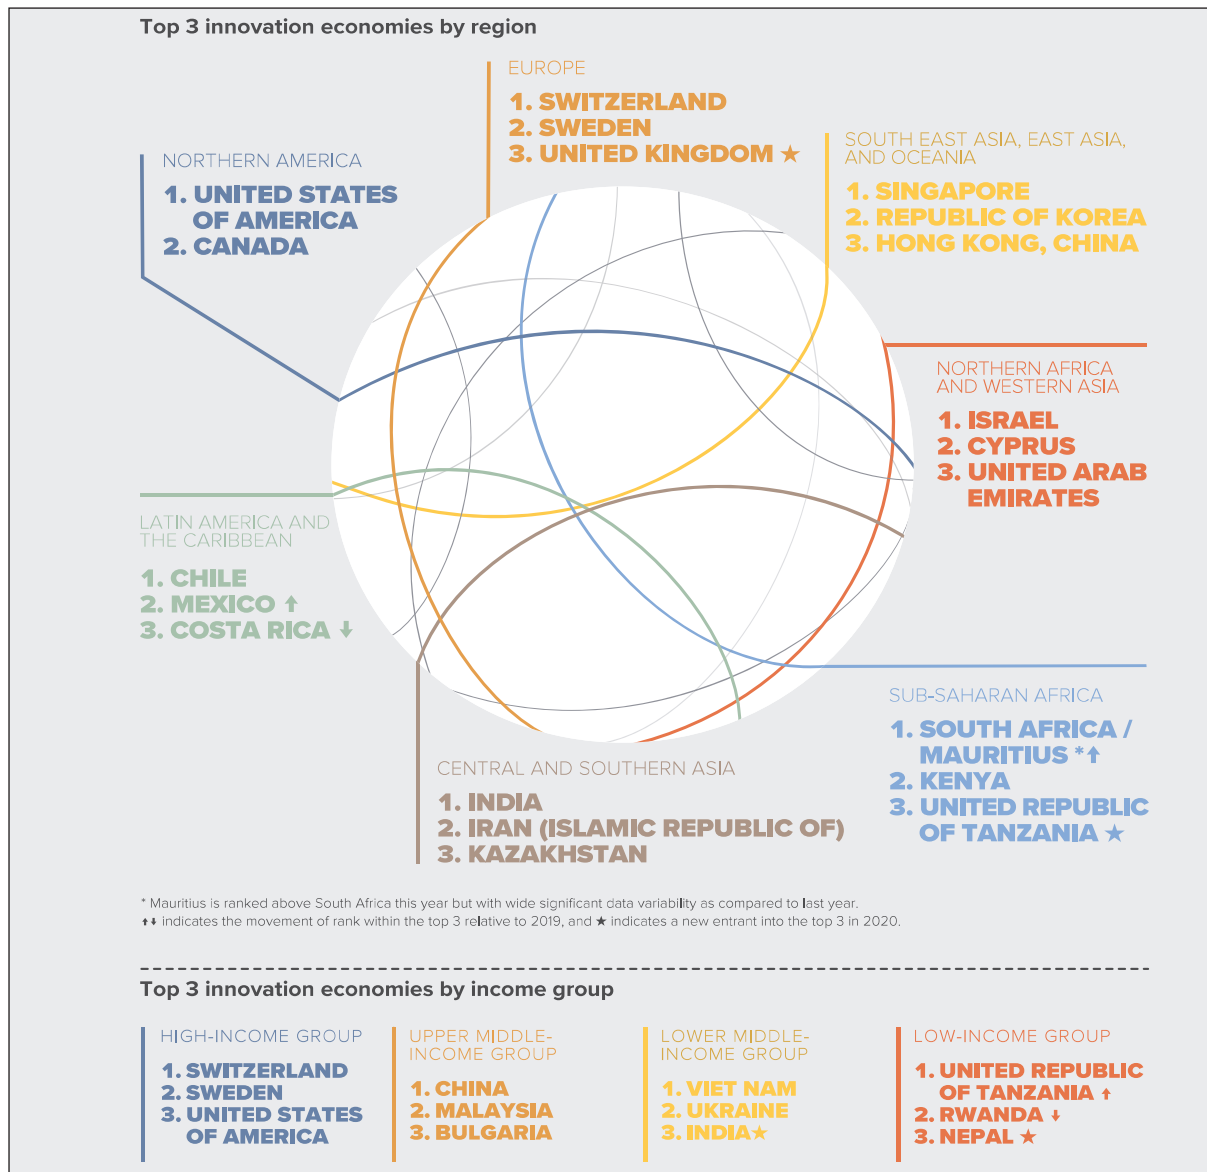 Top 3 innovation economies by region
EUROPE
1. SWITZERLAND
2. SWEDEN
3. UNITED KINGDOM ★
NORTHERN AMERICA
1. UNITED STATES
OF AMERICA
2. CANADA
SOUTH EAST ASIA, EAST ASIA,
AND OCEANIA
1. SINGAPORE
2. REPUBLIC OF KOREA
3. HONG KONG, CHINA
NORTHERN AFRICA
AND WESTERN ASIA
1. ISRAEL
2. CYPRUS
3. UNITED ARAB
EMIRATES
LATIN AMERICA AND
THE CARIBBEAN
1. CHILE
2. MEXICO ↑
3. COSTA RICA ↓
SUB-SAHARAN AFRICA
1. SOUTH AFRICA /
MAURITIUS *↑
2. KENYA
3. UNITED REPUBLIC
OF TANZANIA ★
CENTRAL AND SOUTHERN ASIA
1. INDIA
2. IRAN (ISLAMIC REPUBLIC OF)
3. KAZAKHSTAN
* Mauritius is ranked above South Africa this year but with wide significant data variability as compared to last year.
↑↓ indicates the movement of rank within the top 3 relative to 2019, and ★ indicates a new entrant into the top 3 in 2020.
Top 3 innovation economies by income group
HIGH-INCOME GROUP
1. SWITZERLAND
2. SWEDEN
3. UNITED STATES
OF AMERICA
UPPER MIDDLE-
INCOME GROUP
1. CHINA
2. MALAYSIA
3. BULGARIA
LOWER MIDDLE-
INCOME GROUP
1. VIET NAM
2. UKRAINE
3. INDIA★
LOW-INCOME GROUP
1. UNITED REPUBLIC
OF TANZANIA ↑
2. RWANDA ↓
3. NEPAL ★